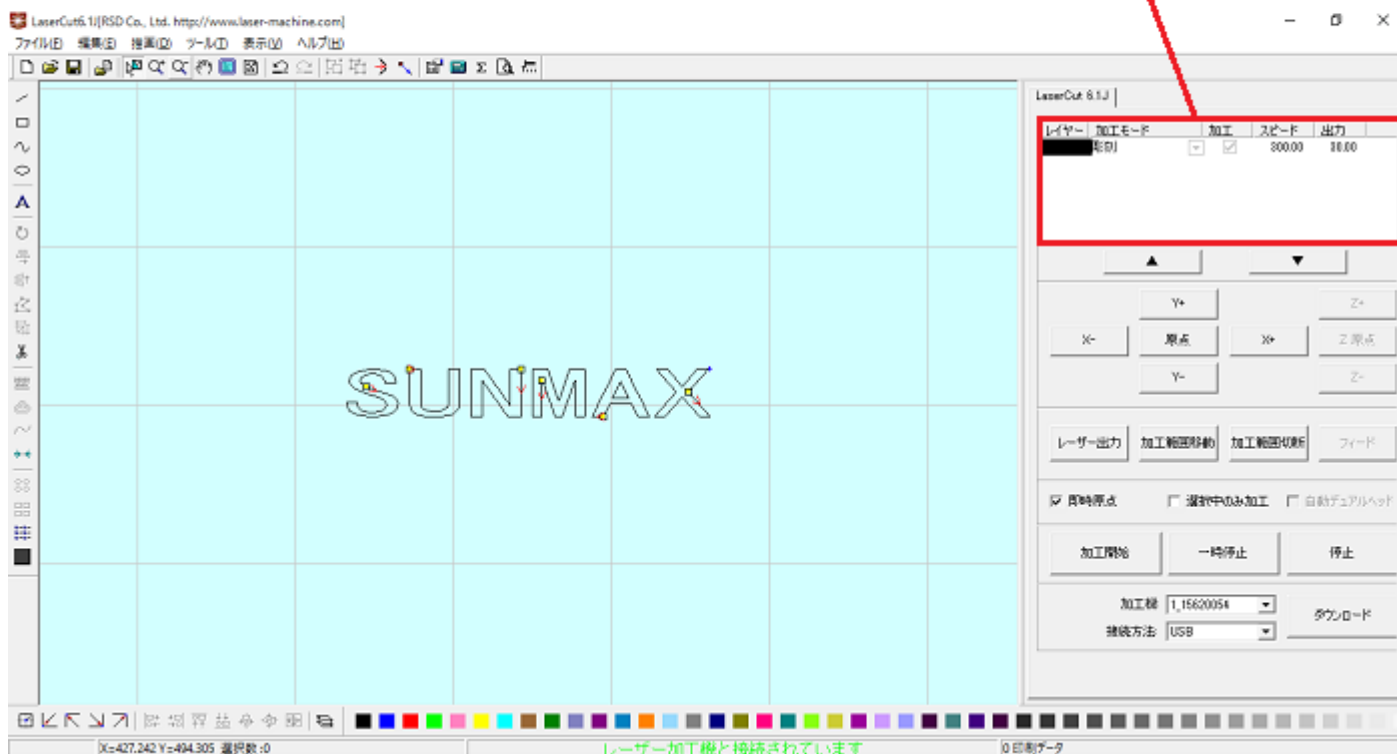 LaserCut6.1J[RSD Co., Ltd. http://www.laser-machine.com]
ファイル(F) 編集(E) 描画(D) ツール(T) 表示(V) ヘルプ(H)
LaserCut 6.1J
レイヤー 加工モード 加工 スピード 出力
彫刻 300.00 30.00
▲ ▼
Y+ Z+
X- 原点 X+ Z 原点
Y- Z-
SUNMAX
レーザー出力 加工範囲移動 加工範囲切断 フィード
即時原点 選択中のみ加工 自動デュアルヘッド
加工開始 一時停止 停止
加工機 1_15620054 ダウンロード
接続方法: USB
X=427.242 Y=494.305 選択数:0 レーザー加工機と接続されています 0 印刷データ